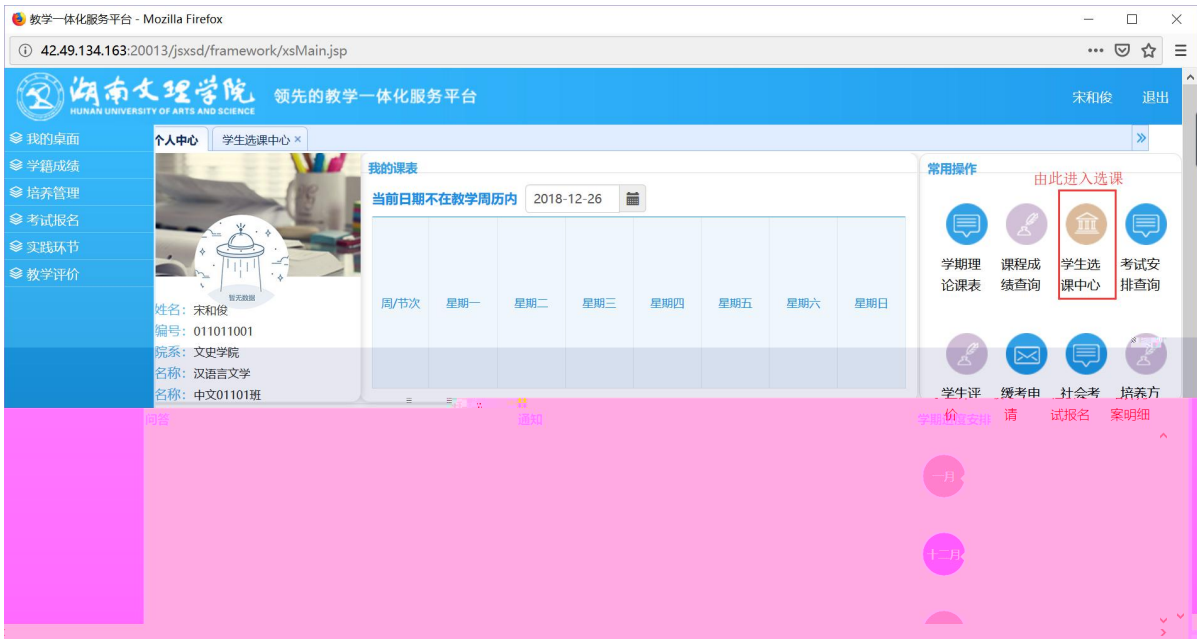 教学一体化服务平台 - Mozilla Firefox
42.49.134.163:20013/jsxsd/framework/xsMain.jsp
湖南文理学院
HUNAN UNIVERSITY OF ARTS AND SCIENCE
领先的教学一体化服务平台
宋和俊 退出
我的桌面
学籍成绩
培养管理
考试报名
实践环节
教学评价
个人中心 学生选课中心 ×
暂无数据
姓名：宋和俊
编号：011011001
院系：文史学院
名称：汉语言文学
名称：中文01101班
我的课表
当前日期不在教学周历内 2018-12-26
周/节次 星期一 星期二 星期三 星期四 星期五 星期六 星期日
常用操作
由此进入选课
学期理论课表
课程成绩查询
学生选课中心
考试安排查询
学生评价
缓考申请
社会考试报名
培养方案明细
问答
通知
学期进度安排
一月
十二月